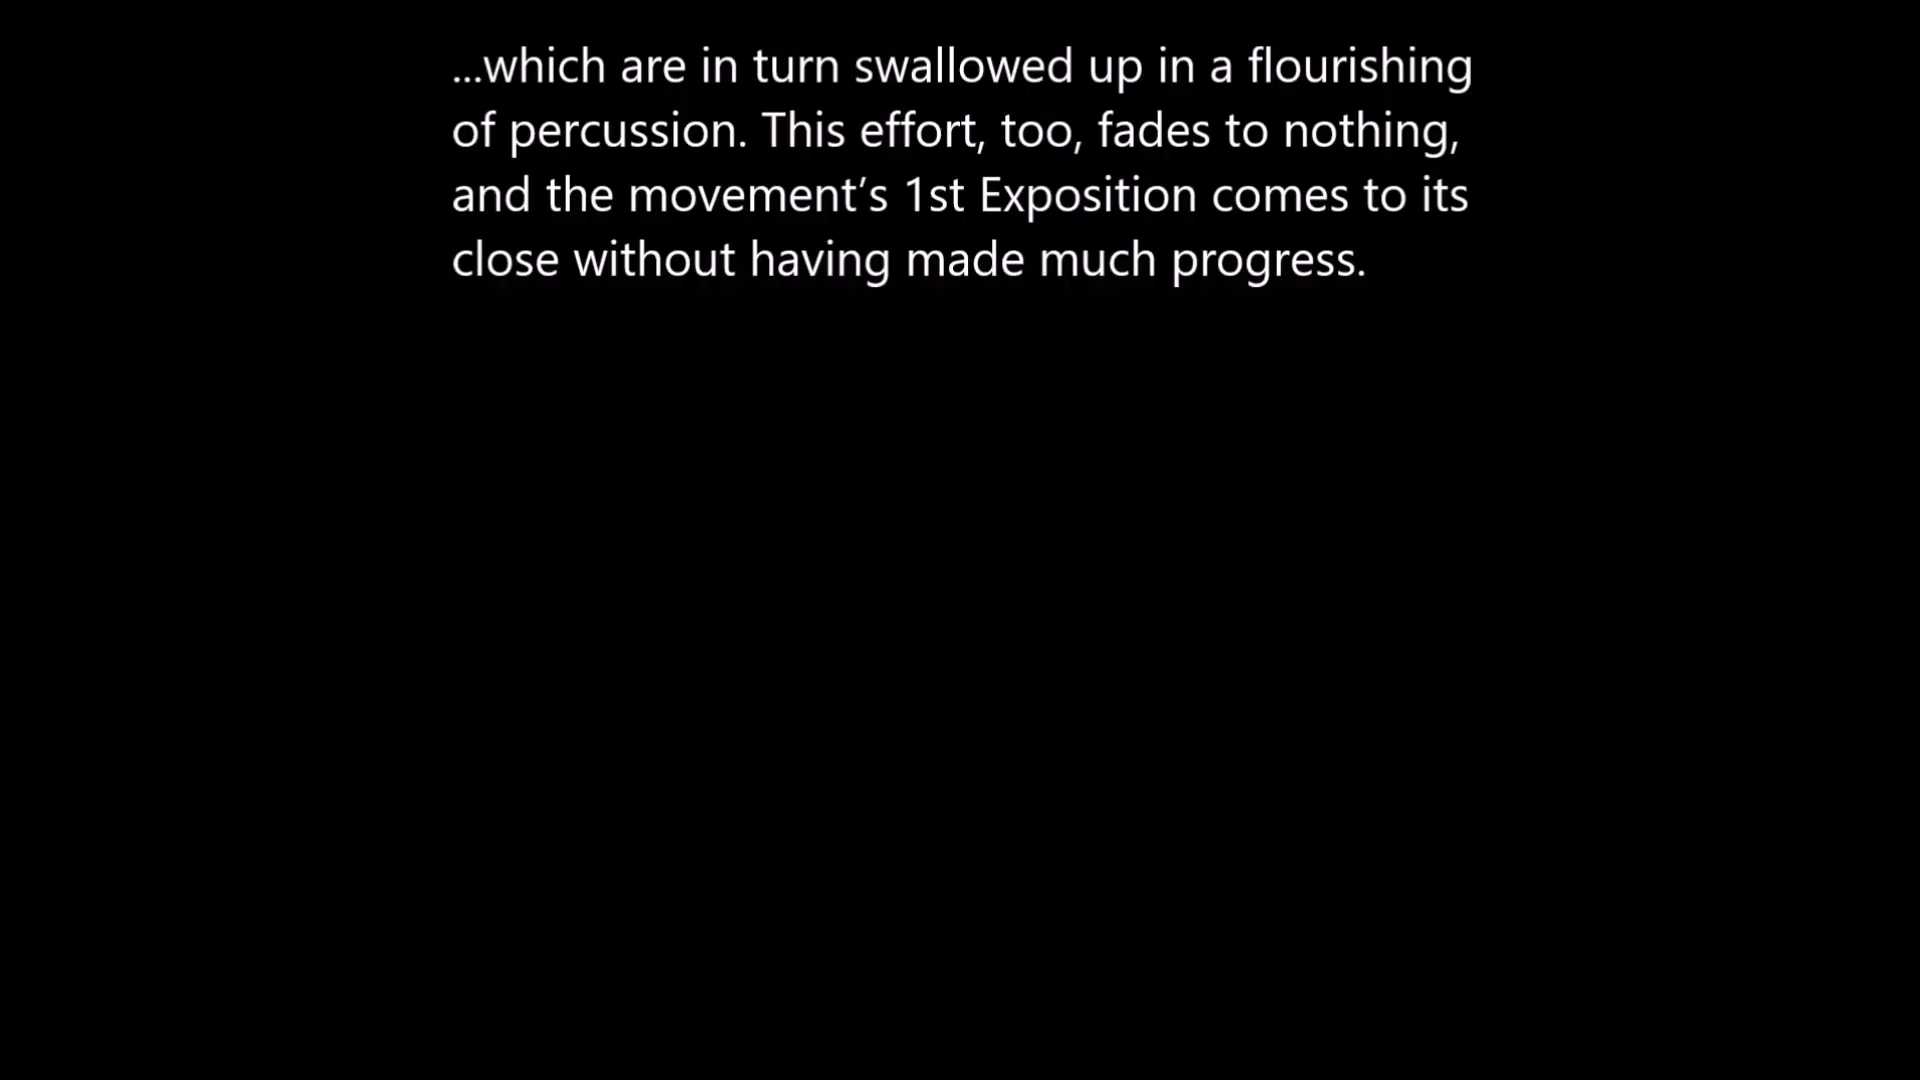 ...which are in turn swallowed up in a flourishing
of percussion. This effort, too, fades to nothing,
and the movement’s 1st Exposition comes to its
close without having made much progress.